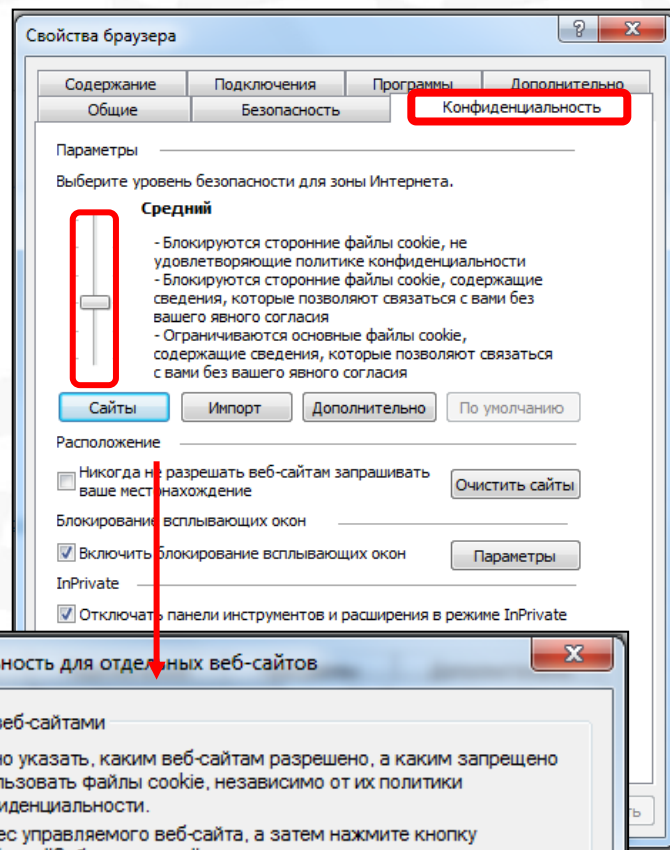 Свойства браузера
Содержание Подключения Программы Дополнительно
Общие Безопасность Конфиденциальность
Параметры
Выберите уровень безопасности для зоны Интернета.
Средний
- Блокируются сторонние файлы cookie, не
удовлетворяющие политике конфиденциальности
- Блокируются сторонние файлы cookie, содержащие
сведения, которые позволяют связаться с вами без
вашего явного согласия
- Ограничиваются основные файлы cookie,
содержащие сведения, которые позволяют связаться
с вами без вашего явного согласия
Сайты Импорт Дополнительно По умолчанию
Расположение
Никогда не разрешать веб-сайтам запрашивать
ваше местонахождение
Очистить сайты
Блокирование всплывающих окон
Включить блокирование всплывающих окон Параметры
InPrivate
Отключать панели инструментов и расширения в режиме InPrivate
ность для отдельных веб-сайтов
веб-сайтами
но указать, каким веб-сайтам разрешено, а каким запрещено
льзовать файлы cookie, независимо от их политики
иденциальности.
ес управляемого веб-сайта, а затем нажмите кнопку